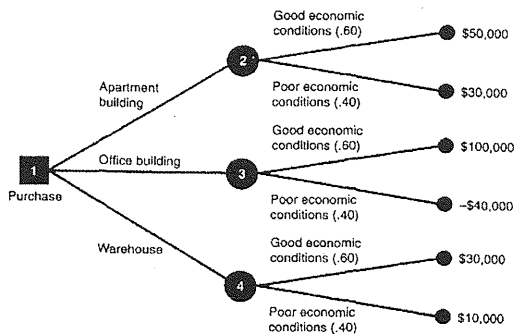 Good economic
conditions (.60)
$50,000
2
Apartment
building
Poor economic
conditions (.40)
$30,000
Good economic
conditions (.60)
$100,000
1
Office building
3
Purchase
Poor economic
conditions (.40)
–$40,000
Warehouse
Good economic
conditions (.60)
$30,000
4
Poor economic
conditions (.40)
$10,000